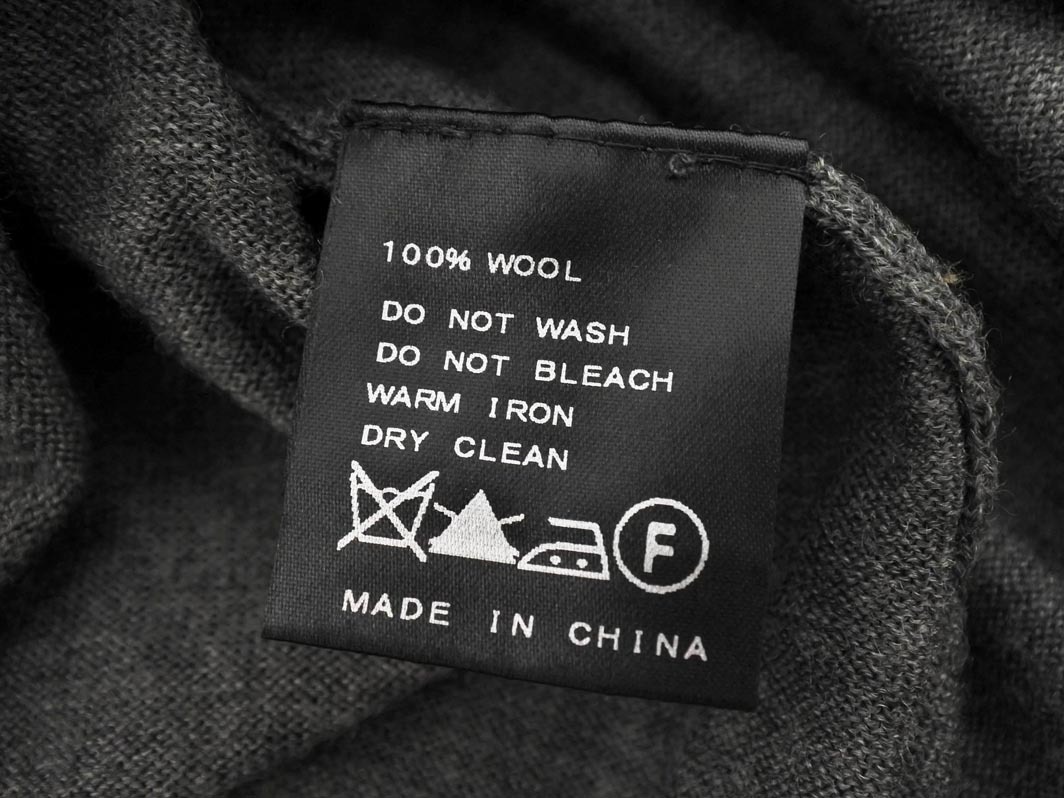 100% WOOL
DO NOT WASH
DO NOT BLEACH
WARM IRON
DRY CLEAN
F
MADE IN CHINA